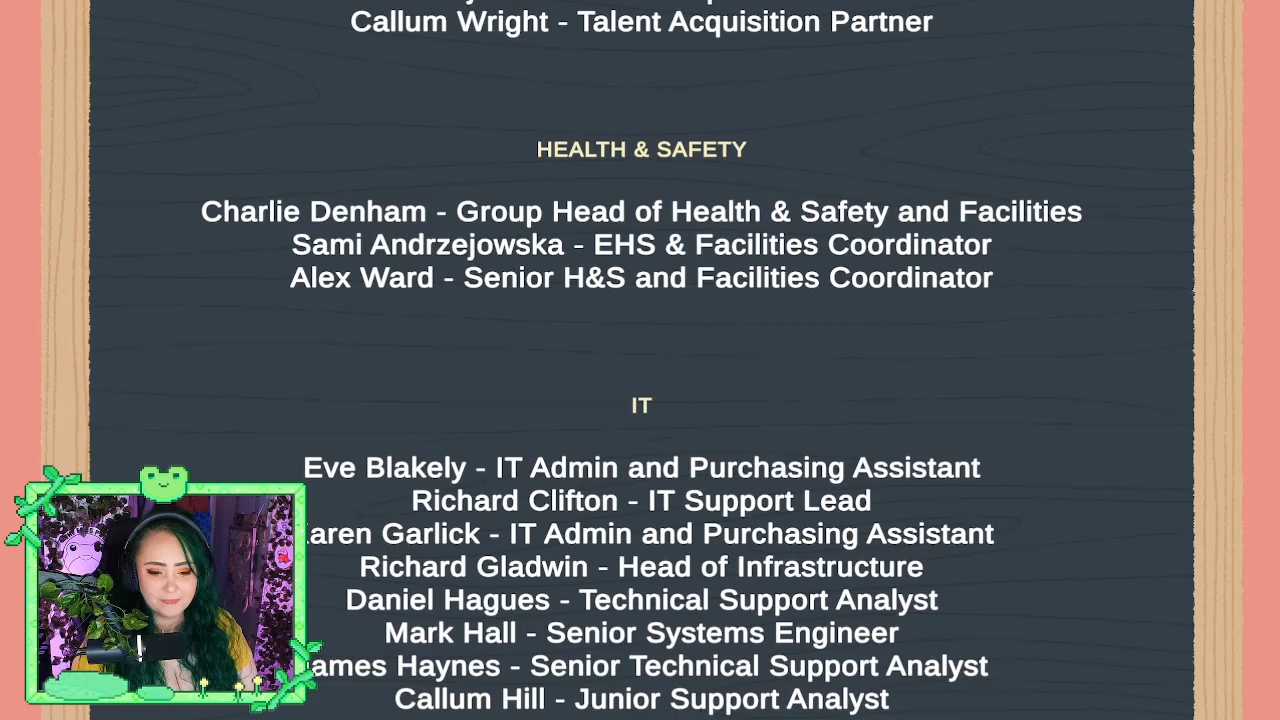 Callum Wright - Talent Acquisition Partner
HEALTH & SAFETY
Charlie Denham - Group Head of Health & Safety and Facilities
Sami Andrzejowska - EHS & Facilities Coordinator
Alex Ward - Senior H&S and Facilities Coordinator
IT
Eve Blakely - IT Admin and Purchasing Assistant
Richard Clifton - IT Support Lead
aren Garlick - IT Admin and Purchasing Assistant
Richard Gladwin - Head of Infrastructure
Daniel Hagues - Technical Support Analyst
Mark Hall - Senior Systems Engineer
ames Haynes - Senior Technical Support Analyst
Callum Hill - Junior Support Analyst